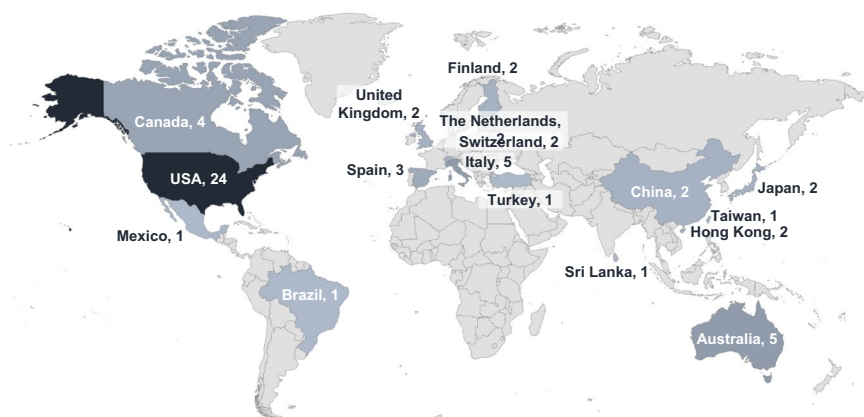 Finland, 2
United
Kingdom, 2
Canada, 4
The Netherlands,
2
Switzerland, 2
Italy, 5
Spain, 3
USA, 24
China, 2
Japan, 2
Turkey, 1
Taiwan, 1
Hong Kong, 2
Mexico, 1
Sri Lanka, 1
Brazil, 1
Australia, 5